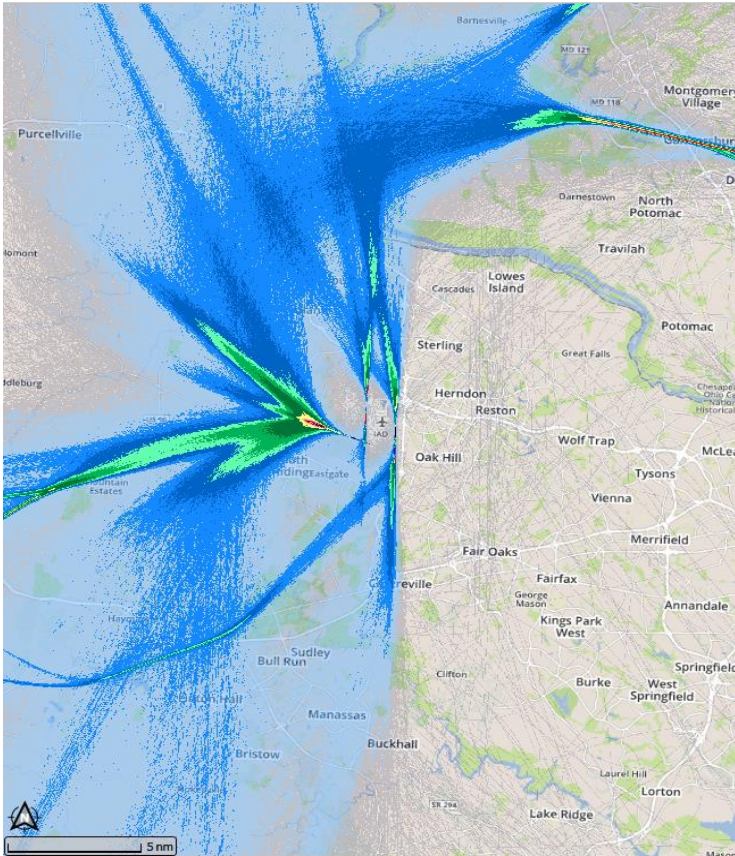 Barnesville
MD 121
Montgomery
Village
MD 118
Purcellville
Darnestown
North
Potomac
Travilah
Lowes
Island
Cascades
Potomac
Sterling
Great Falls
Herndon
Reston
IAD
Wolf Trap
Oak Hill
Tysons
Eastgate
Vienna
Merrifield
Fair Oaks
Fairfax
George
Mason
Annandale
Kings Park
West
Sudley
Bull Run
Clifton
Burke
West
Springfield
Manassas
Buckhall
Bristow
Laurel Hill
Lorton
SR 294
Lake Ridge
5 nm